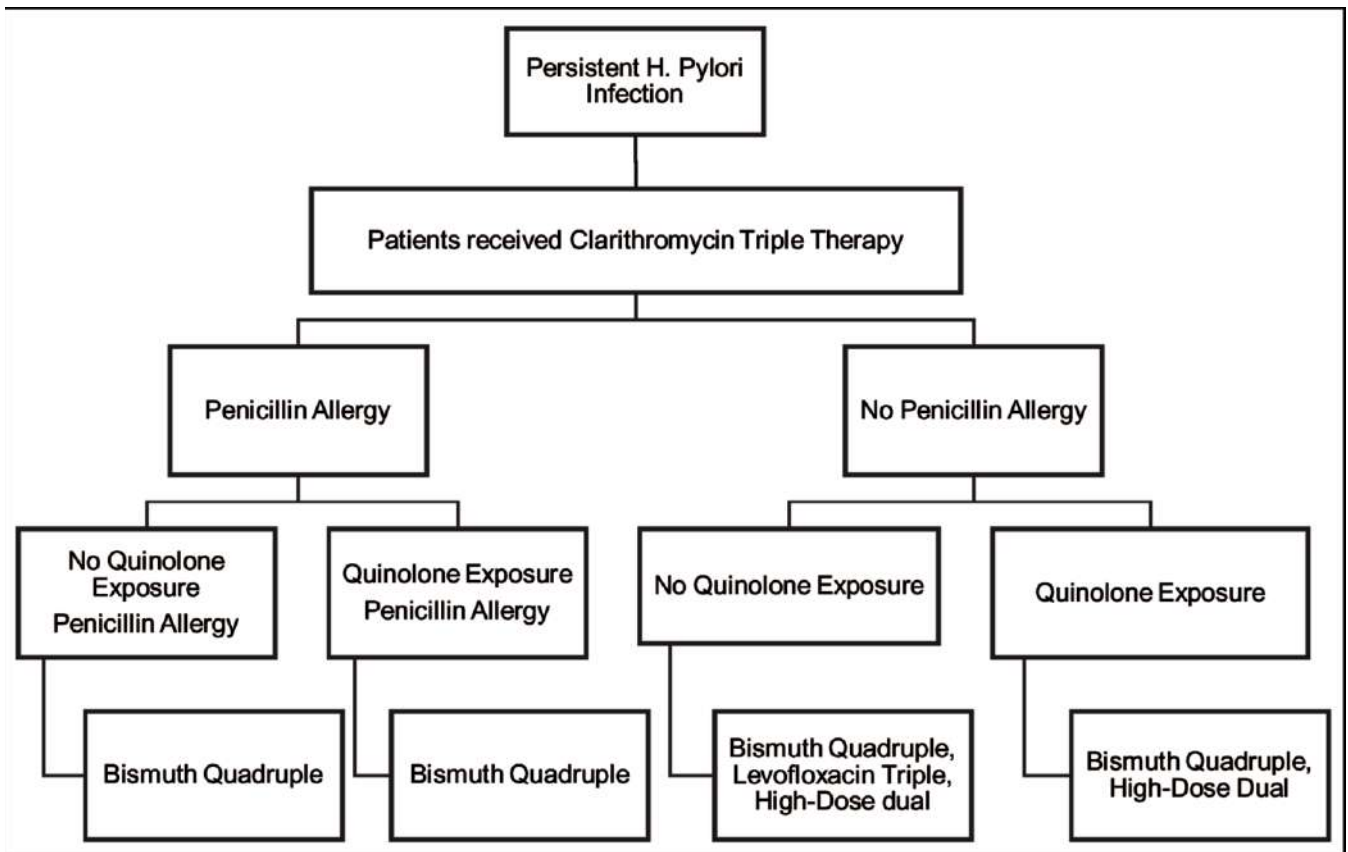 Persistent H. Pylori
Infection
Patients received Clarithromycin Triple Therapy
Penicillin Allergy
No Penicillin Allergy
No Quinolone
Exposure
Penicillin Allergy
Quinolone Exposure
Penicillin Allergy
No Quinolone Exposure
Quinolone Exposure
Bismuth Quadruple
Bismuth Quadruple
Bismuth Quadruple,
Levofloxacin Triple,
High-Dose dual
Bismuth Quadruple,
High-Dose Dual